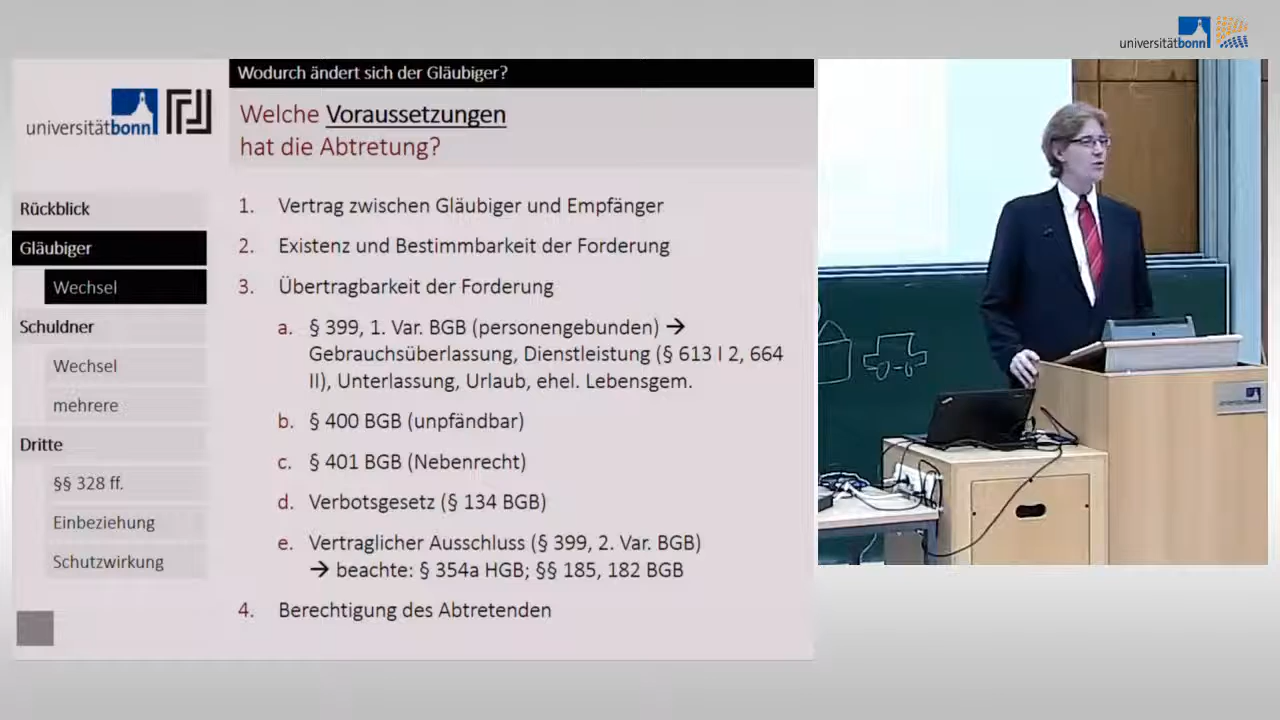 universitätbonn
Wodurch ändert sich der Gläubiger?
universitätbonn
Welche Voraussetzungen
hat die Abtretung?
Rückblick
Gläubiger
Wechsel
Schuldner
Wechsel
mehrere
Dritte
§§ 328 ff.
Einbeziehung
Schutzwirkung
1. Vertrag zwischen Gläubiger und Empfänger
2. Existenz und Bestimmbarkeit der Forderung
3. Übertragbarkeit der Forderung
a. § 399, 1. Var. BGB (personengebunden) →
Gebrauchsüberlassung, Dienstleistung (§ 613 I 2, 664
II), Unterlassung, Urlaub, ehel. Lebensgem.
b. § 400 BGB (unpfändbar)
c. § 401 BGB (Nebenrecht)
d. Verbotsgesetz (§ 134 BGB)
e. Vertraglicher Ausschluss (§ 399, 2. Var. BGB)
→ beachte: § 354a HGB; §§ 185, 182 BGB
4. Berechtigung des Abtretenden
universitätbonn